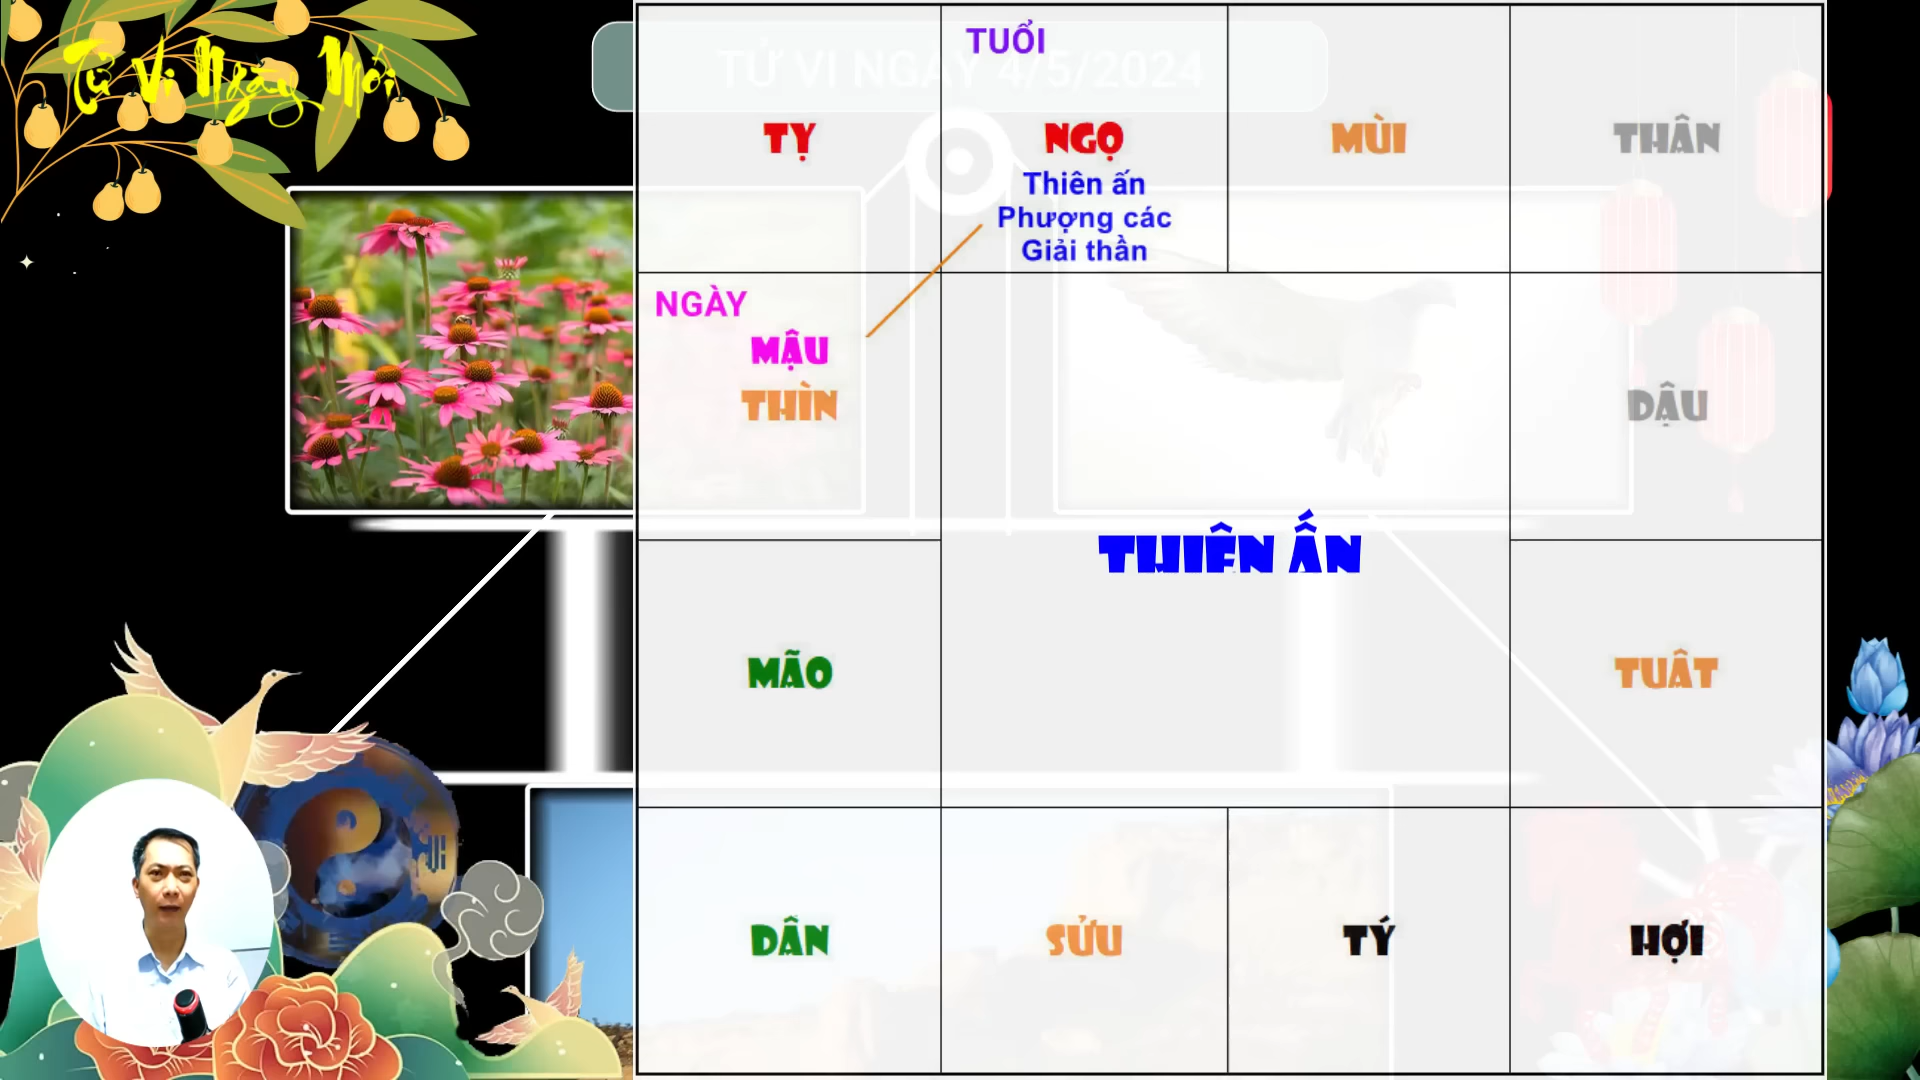 Tử Vi Ngày Mới
TỬ VI NGÀY 4/5/2024
TUỔI
TỴ
NGỌ
MÙI
THÂN
Thiên ấn
Phượng các
Giải thần
NGÀY
MẬU
THÌN
DẬU
THIÊN ẤN
MÃO
TUẤT
DẦN
SỬU
TÝ
HỢI